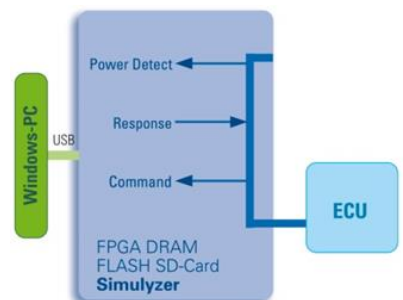 Power Detect
Response
Command
Windows-PC
USB
ECU
FPGA DRAM
FLASH SD-Card
Simulyzer